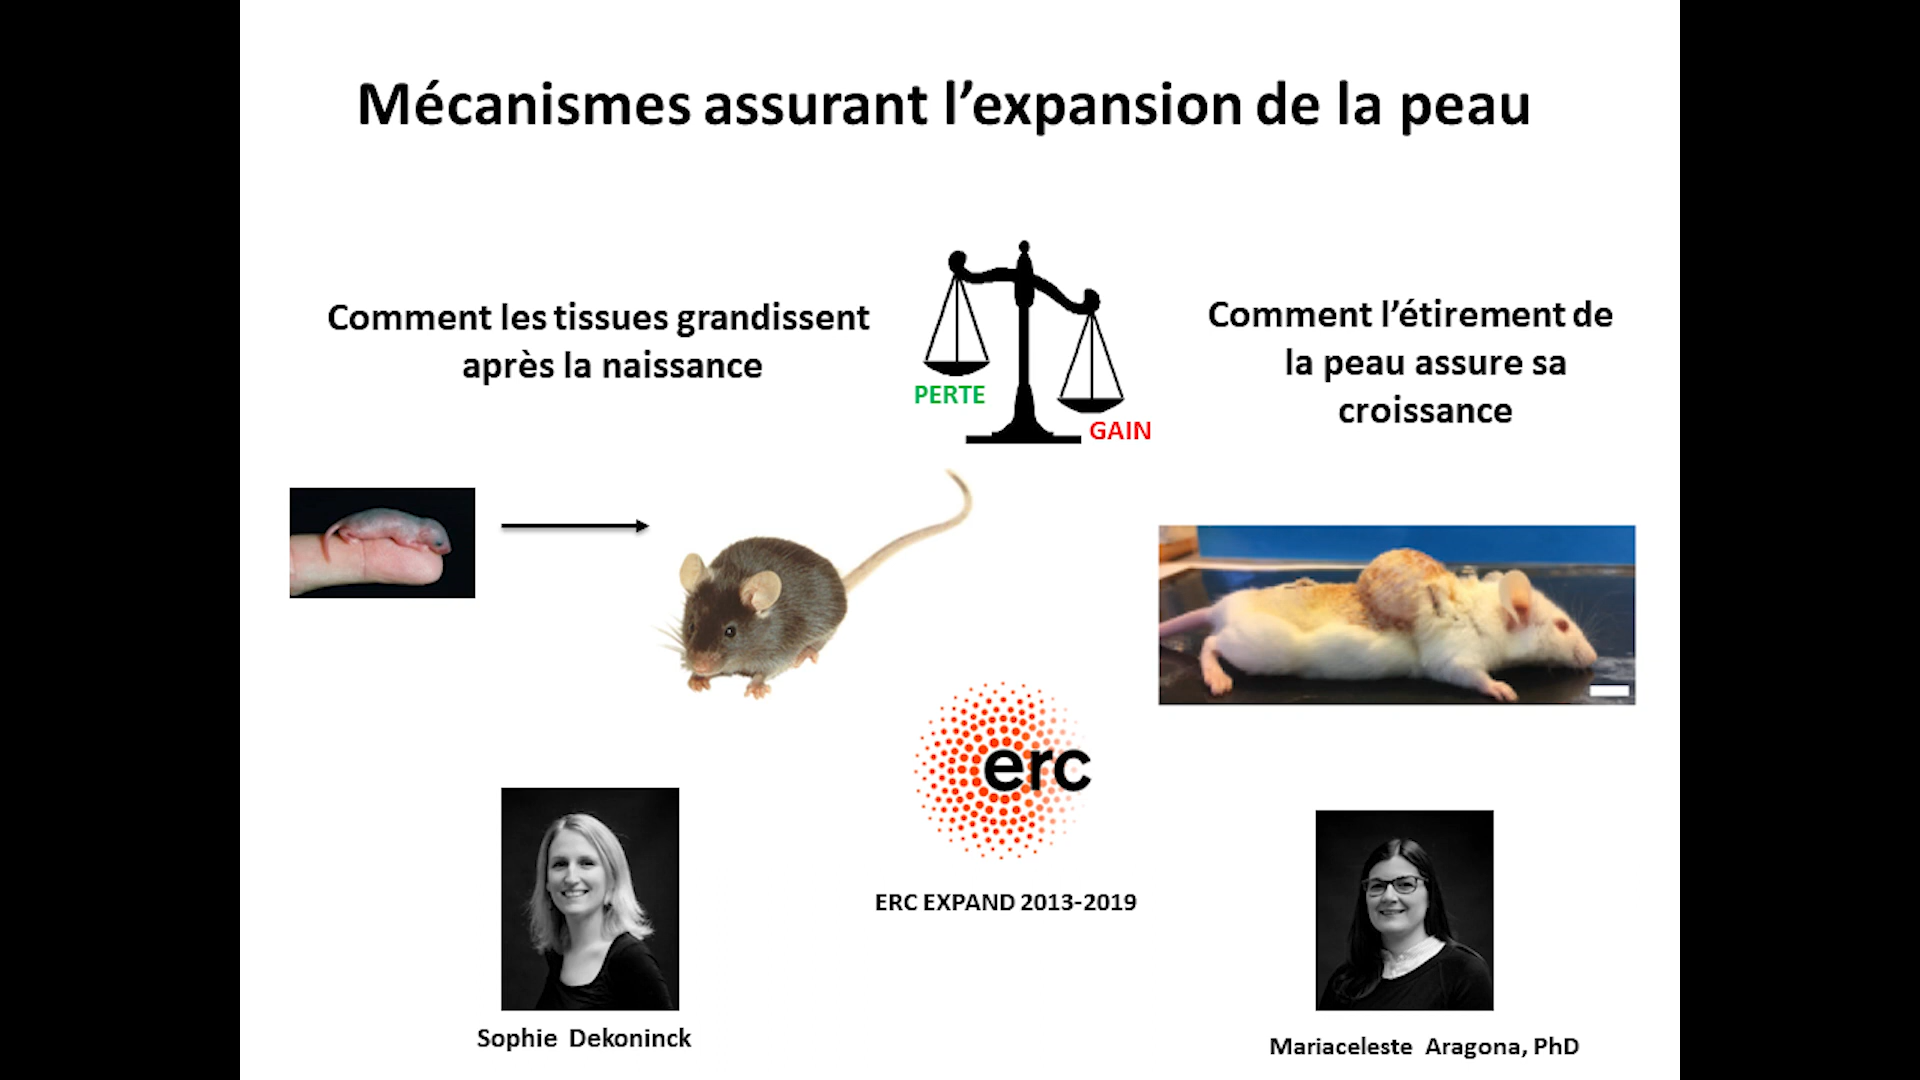 Mécanismes assurant l’expansion de la peau
Comment les tissues grandissent
après la naissance
PERTE
GAIN
Comment l’étirement de
la peau assure sa
croissance
erc
ERC EXPAND 2013-2019
Sophie Dekoninck
Mariaceleste Aragona, PhD